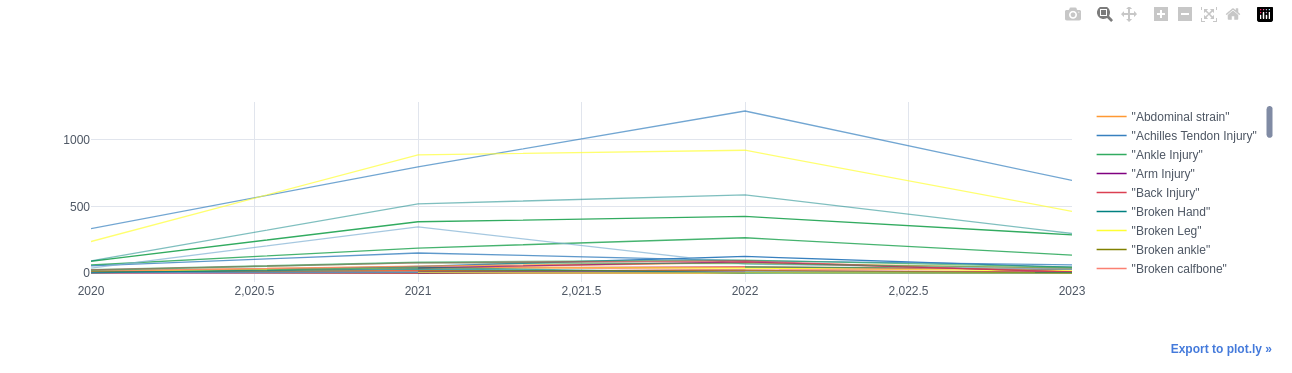 1000
500
0
2020
2,020.5
2021
2,021.5
2022
2,022.5
2023
"Abdominal strain"
"Achilles Tendon Injury"
"Ankle Injury"
"Arm Injury"
"Back Injury"
"Broken Hand"
"Broken Leg"
"Broken ankle"
"Broken calfbone"
Export to plot.ly »